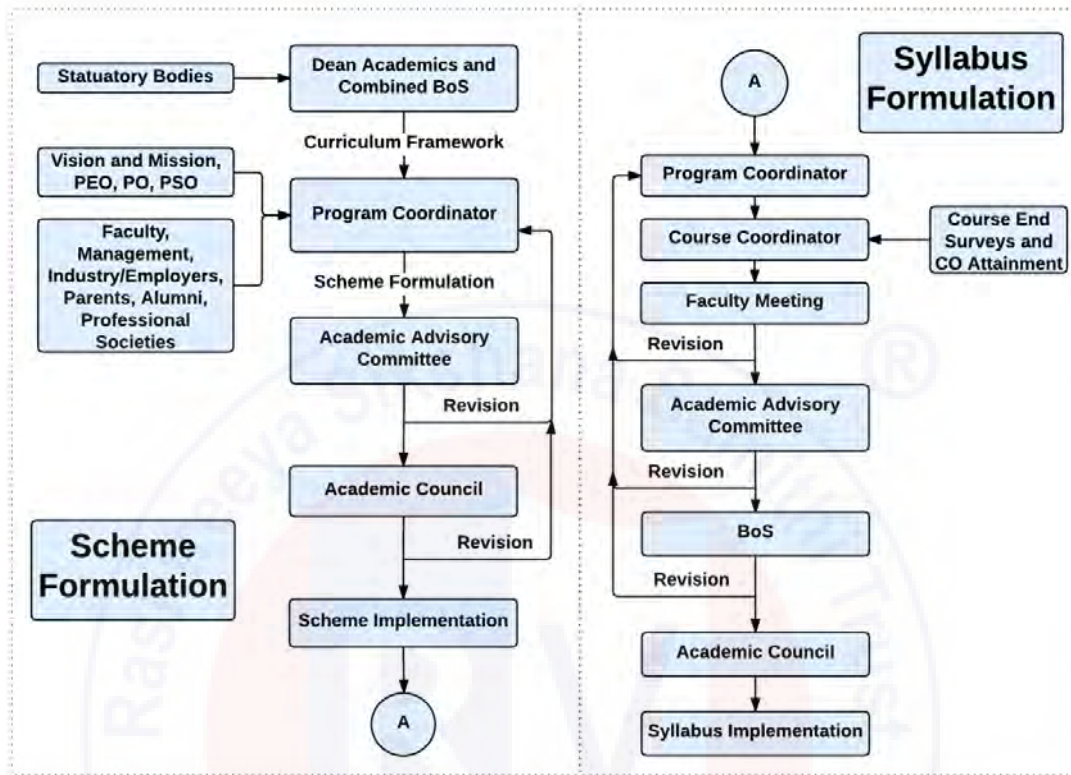 Statuatory Bodies
Dean Academics and
Combined BoS
Curriculum Framework
Vision and Mission,
PEO, PO, PSO
Program Coordinator
Faculty,
Management,
Industry/Employers,
Parents, Alumni,
Professional
Societies
Scheme Formulation
Academic Advisory
Committee
Revision
Academic Council
Revision
Scheme
Formulation
Scheme Implementation
A
A
Syllabus
Formulation
Program Coordinator
Course Coordinator
Course End
Surveys and
CO Attainment
Faculty Meeting
Revision
Academic Advisory
Committee
Revision
BoS
Revision
Academic Council
Syllabus Implementation